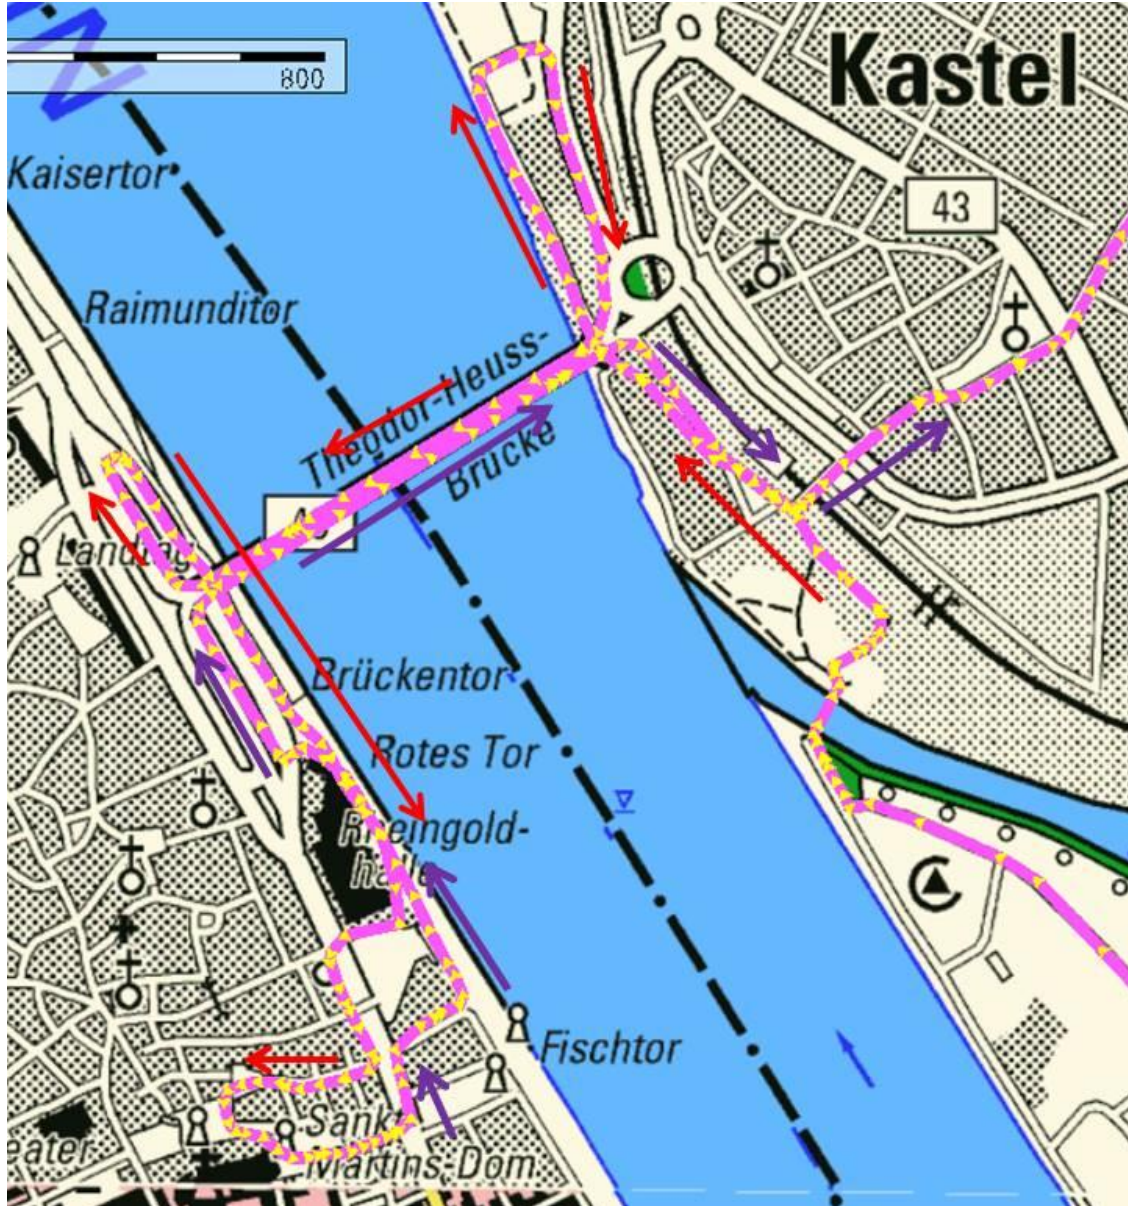 800
Kastel
Kaisertor
43
Raimunditor
Theodor-Heuss-
Brücke
Landtag
Brückentor
Rotes Tor
Rheingold-
halle
Fischtor
Sankt
Martins-Dom
eater